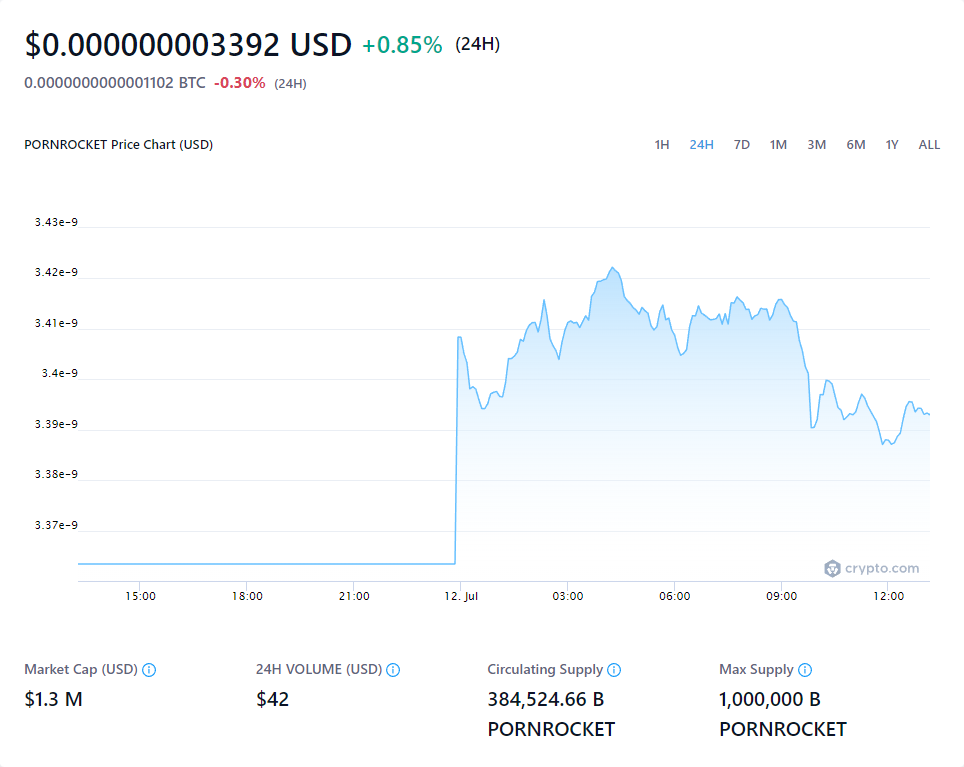 $0.000000003392 USD +0.85% (24H)
0.0000000000001102 BTC -0.30% (24H)
PORNROCKET Price Chart (USD) 1H 24H 7D 1M 3M 6M 1Y ALL
3.43e-9
3.42e-9
3.41e-9
3.4e-9
3.39e-9
3.38e-9
3.37e-9
crypto.com
15:00 18:00 21:00 12. Jul 03:00 06:00 09:00 12:00
Market Cap (USD) 24H VOLUME (USD) Circulating Supply Max Supply
$1.3 M $42 384,524.66 B 1,000,000 B
PORNROCKET PORNROCKET